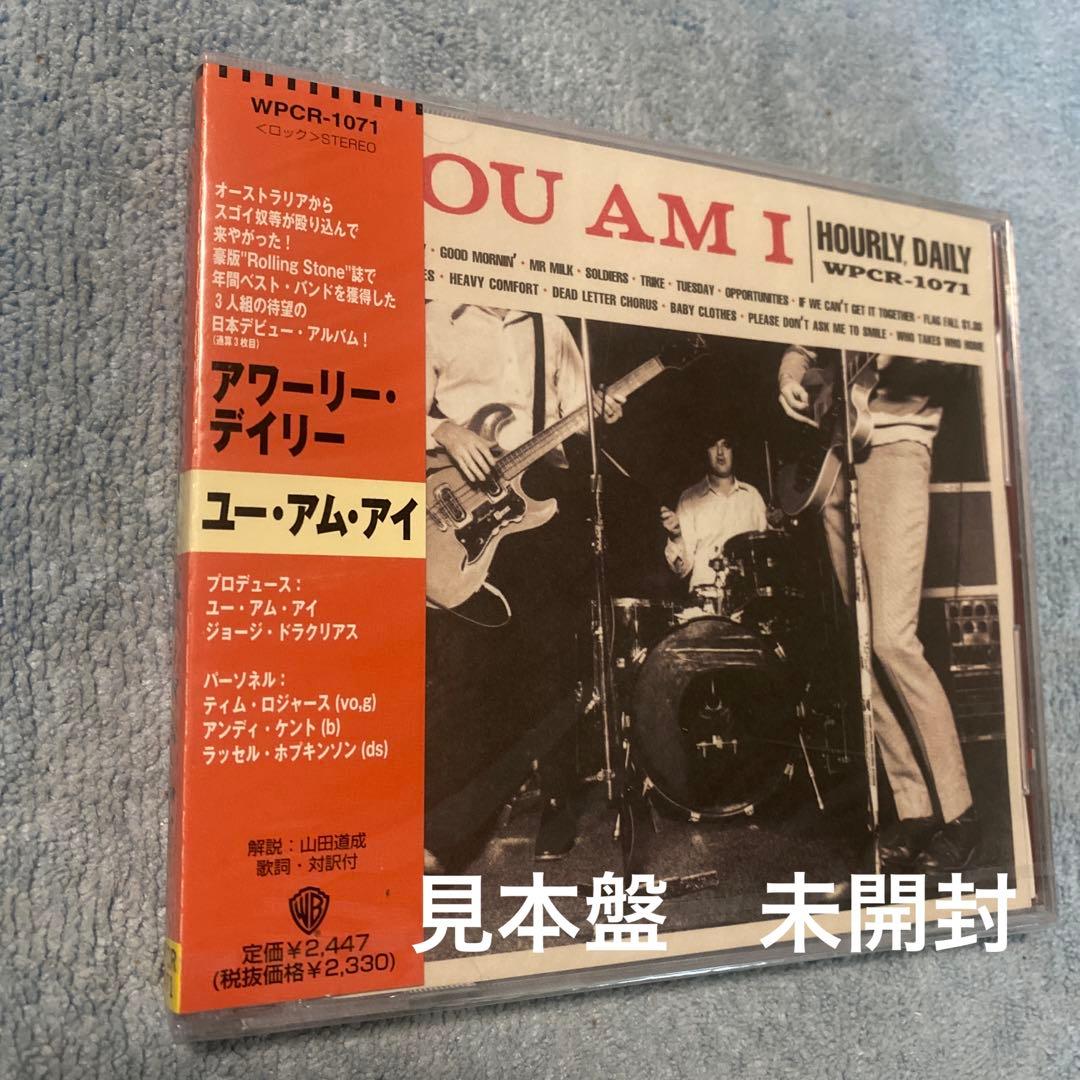 WPCR-1071
<ロック>STEREO
オーストラリアから
スゴイ奴等が殴り込んで
来やがった!
豪版"Rolling Stone"誌で
年間ベスト・バンドを獲得した
3人組の待望の
日本デビュー・アルバム!
(通算3枚目)
アワーリー・
デイリー
ユー・アム・アイ
プロデュース:
ユー・アム・アイ
ジョージ・ドラクリアス
パーソネル:
ティム・ロジャース(vo,g)
アンディ・ケント(b)
ラッセル・ホプキンソン(ds)
解説:山田道成
歌詞・対訳付
WB
定価¥2,447
(税抜価格¥2,330)
OU AM I
HOURLY, DAILY
WPCR-1071
Y・GOOD MORNIN'・MR MILK・SOLDIERS・TRIKE・TUESDAY・OPPORTUNITIES・IF WE CAN'T GET IT TOGETHER・FLAG FALL $1.80
ES・HEAVY COMFORT・DEAD LETTER CHORUS・BABY CLOTHES・PLEASE DON'T ASK ME TO SMILE・WHO TAKES WHO HOME
見本盤 未開封